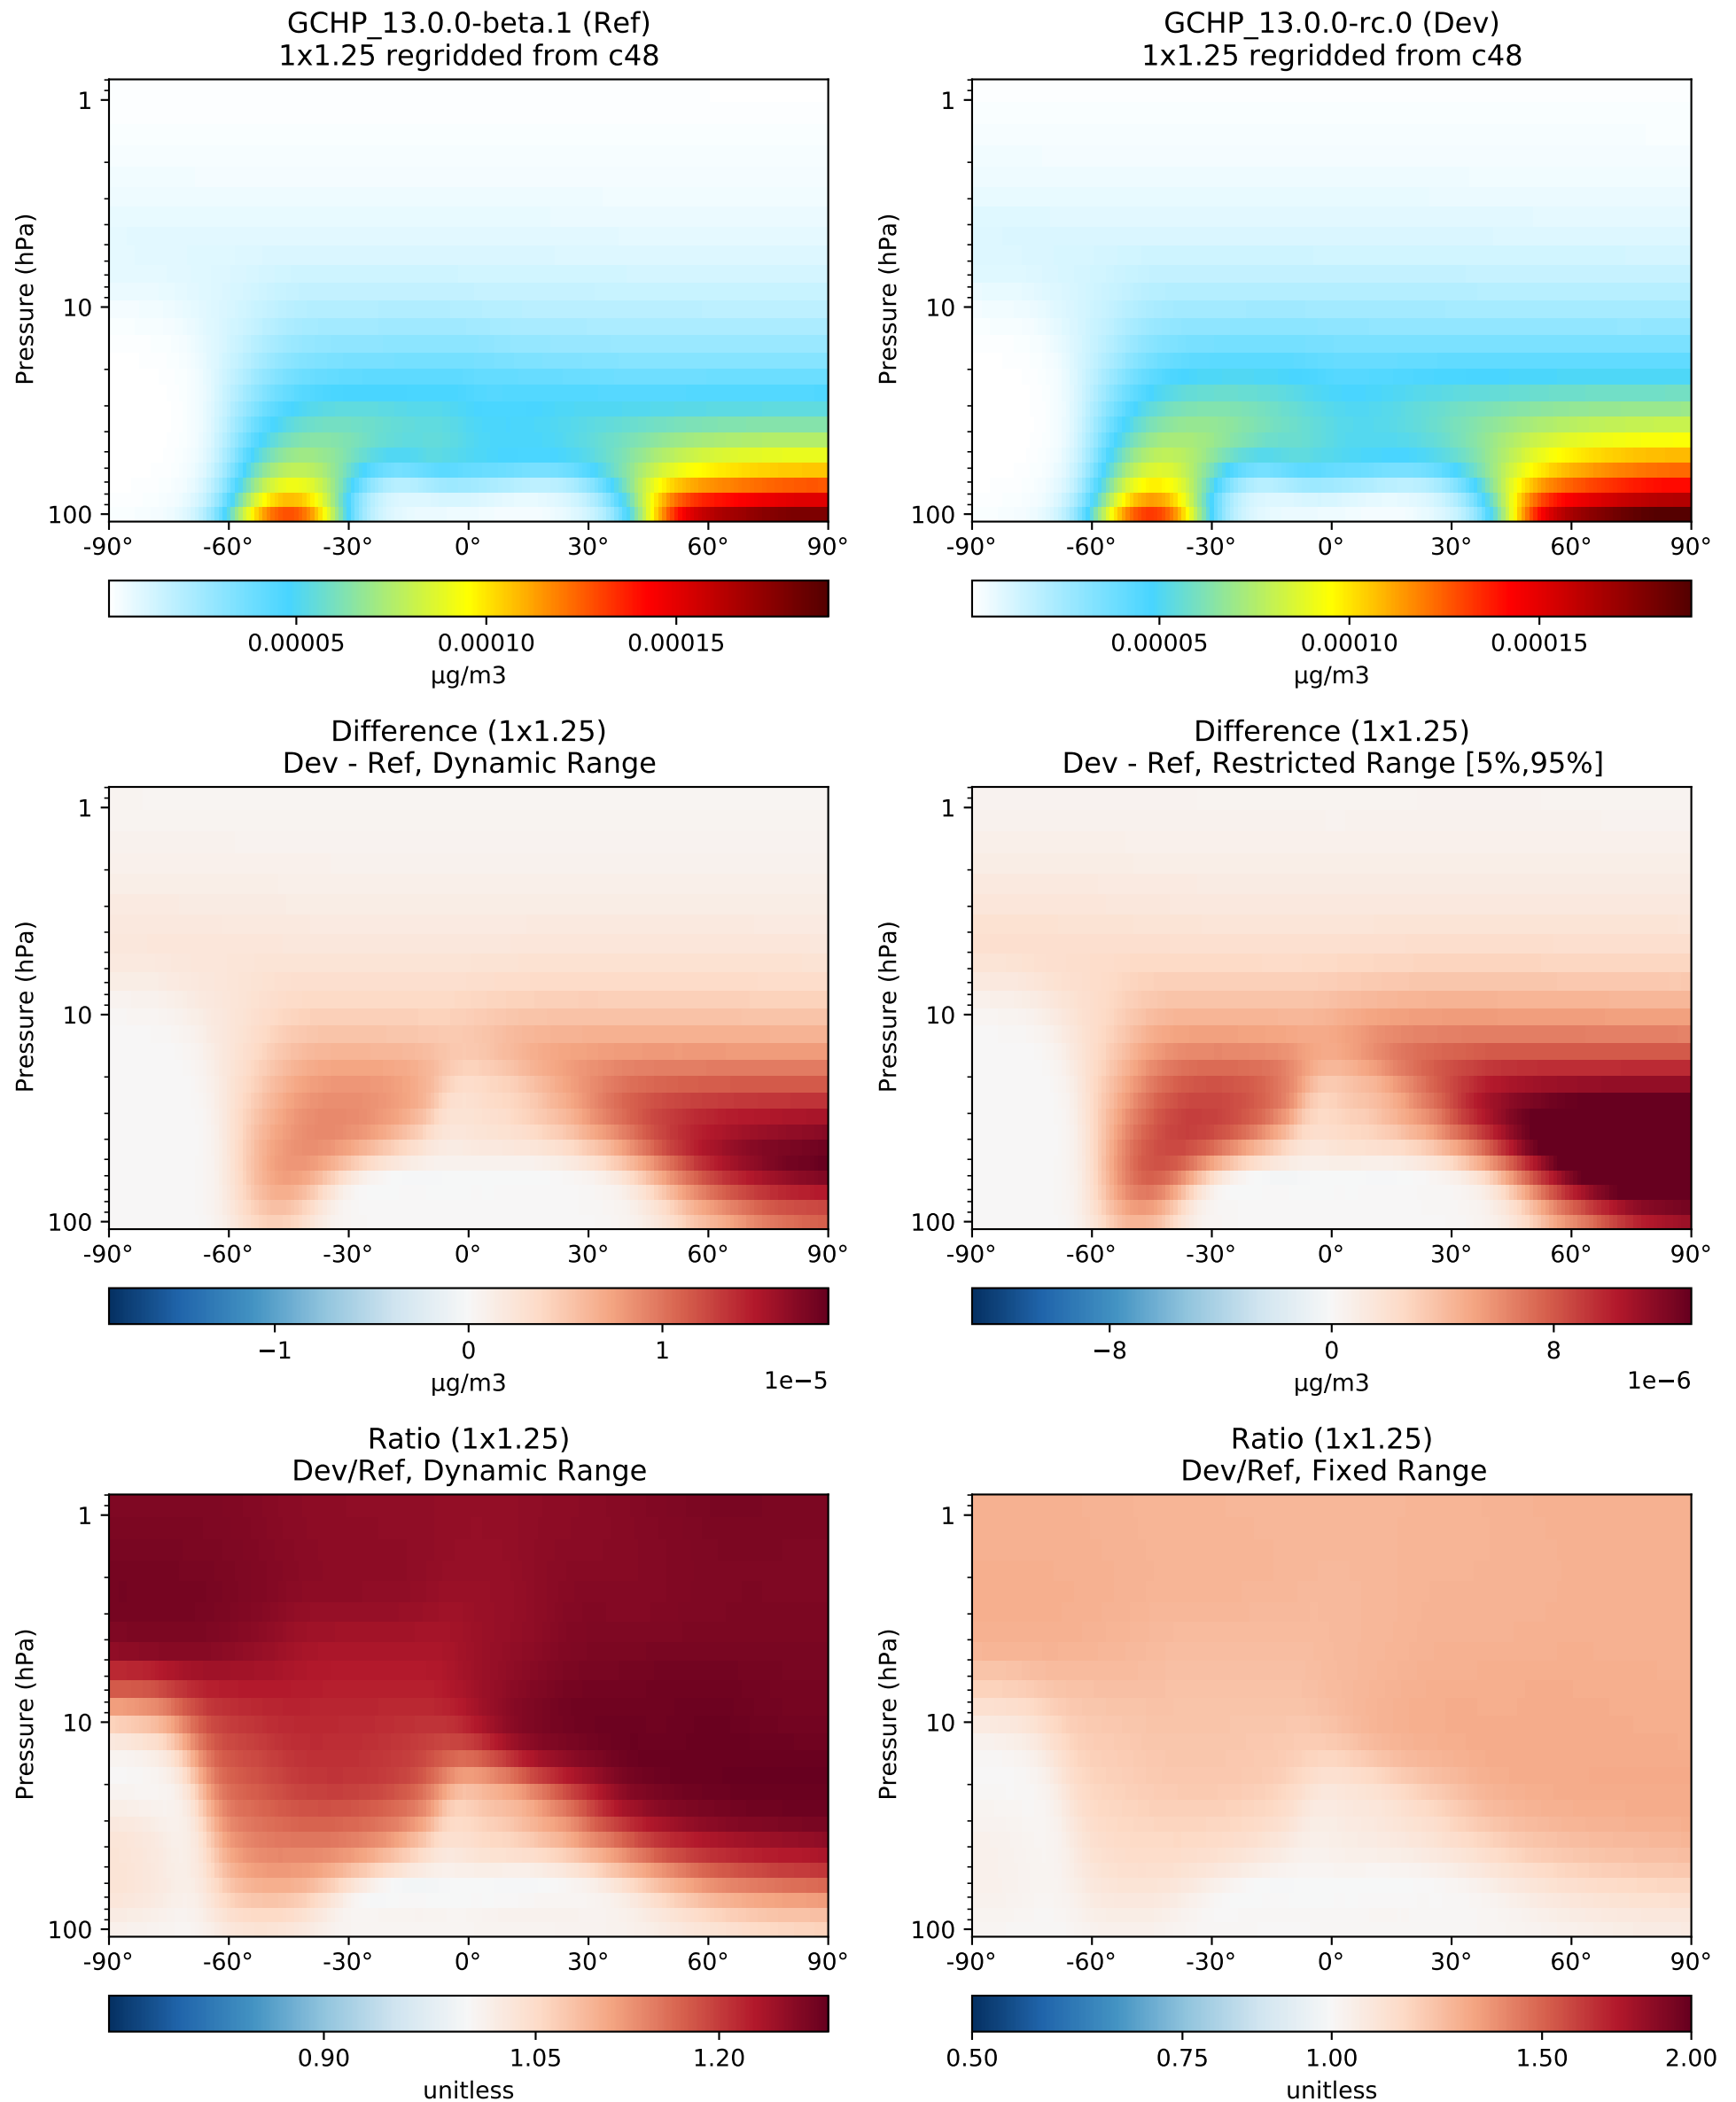 GCHP_13.0.0-beta.1 (Ref)
1x1.25 regridded from c48
GCHP_13.0.0-rc.0 (Dev)
1x1.25 regridded from c48
Pressure (hPa)
1
10
100
-90° -60° -30° 0° 30° 60° 90°
0.00005 0.00010 0.00015
µg/m3
Pressure (hPa)
1
10
100
-90° -60° -30° 0° 30° 60° 90°
0.00005 0.00010 0.00015
µg/m3
Difference (1x1.25)
Dev - Ref, Dynamic Range
Difference (1x1.25)
Dev - Ref, Restricted Range [5%,95%]
Pressure (hPa)
1
10
100
-90° -60° -30° 0° 30° 60° 90°
−1 0 1
µg/m3
1e−5
Pressure (hPa)
1
10
100
-90° -60° -30° 0° 30° 60° 90°
−8 0 8
µg/m3
1e−6
Ratio (1x1.25)
Dev/Ref, Dynamic Range
Ratio (1x1.25)
Dev/Ref, Fixed Range
Pressure (hPa)
1
10
100
-90° -60° -30° 0° 30° 60° 90°
0.90 1.05 1.20
unitless
Pressure (hPa)
1
10
100
-90° -60° -30° 0° 30° 60° 90°
0.50 0.75 1.00 1.50 2.00
unitless